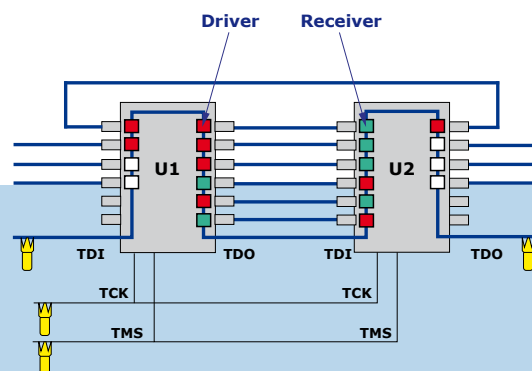 Driver Receiver
U1 U2
TDI TDO TDI TDO
TCK TCK
TMS TMS